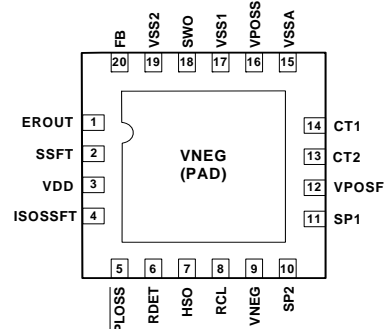 FB
VSS2
SWO
VSS1
VPOSS
VSSA
20
19
18
17
16
15
EROUT 1
SSFT 2
VDD 3
ISOSSFT 4
VNEG
(PAD)
14 CT1
13 CT2
12 VPOSF
11 SP1
5
6
7
8
9
10
PLOSS
RDET
HSO
RCL
VNEG
SP2